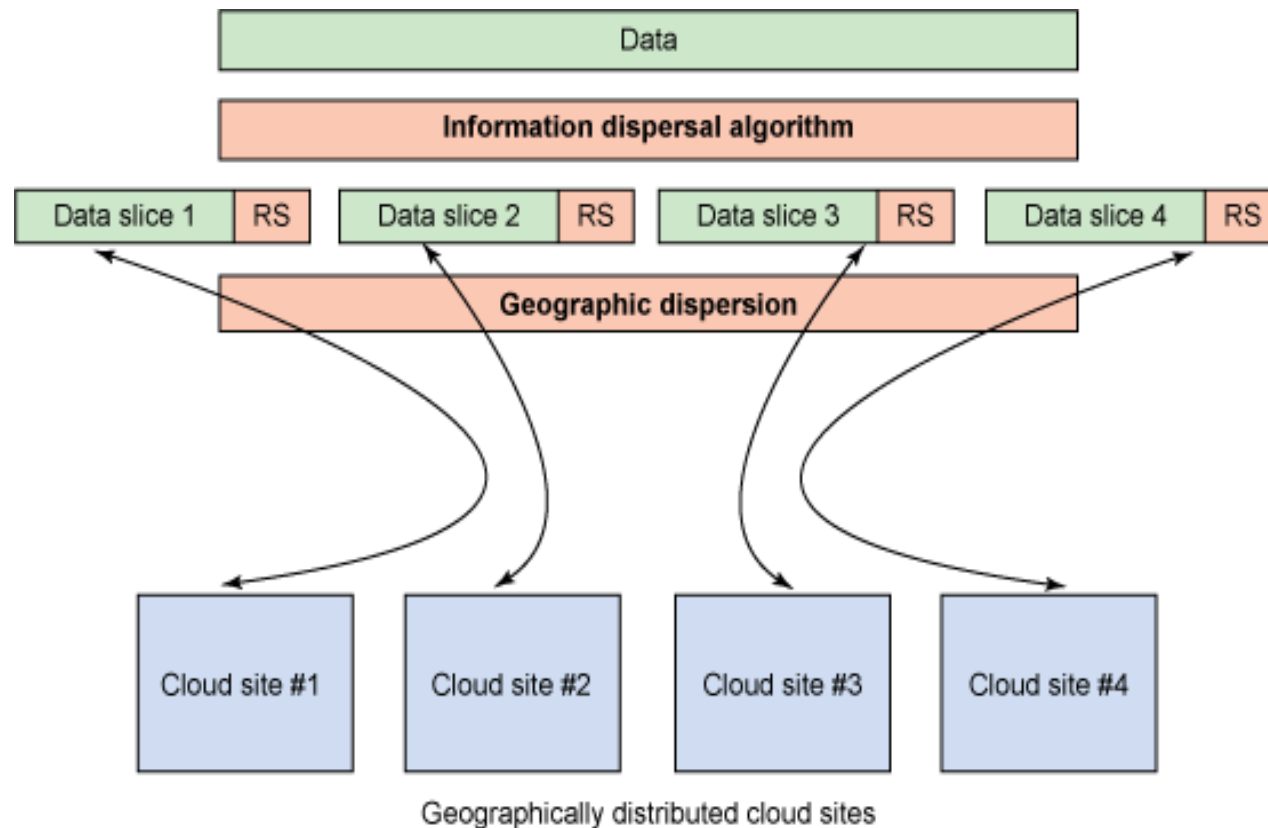 Data
Information dispersal algorithm
Data slice 1 RS Data slice 2 RS Data slice 3 RS Data slice 4 RS
Geographic dispersion
Cloud site #1 Cloud site #2 Cloud site #3 Cloud site #4
Geographically distributed cloud sites